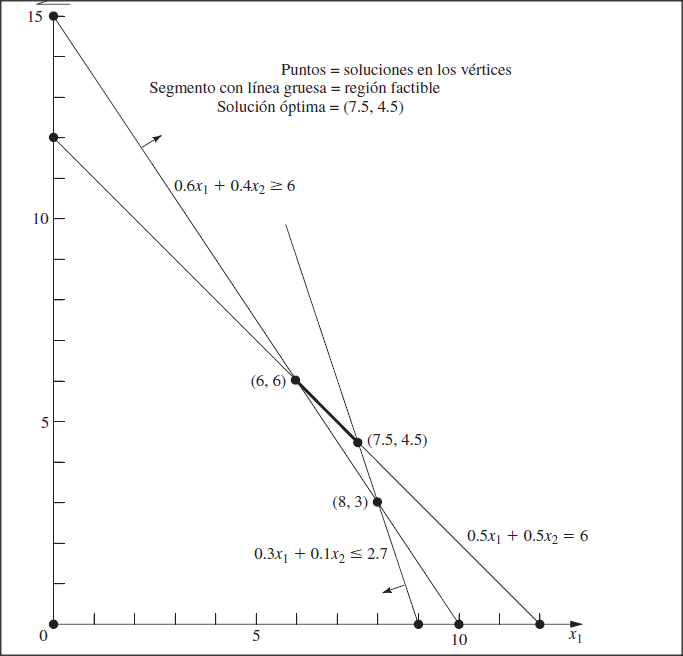 15
Puntos = soluciones en los vértices
Segmento con línea gruesa = región factible
Solución óptima = (7.5, 4.5)
0.6x₁ + 0.4x₂ ≥ 6
10
(6, 6)
5
(7.5, 4.5)
(8, 3)
0.5x₁ + 0.5x₂ = 6
0.3x₁ + 0.1x₂ ≤ 2.7
0
5
10
x₁